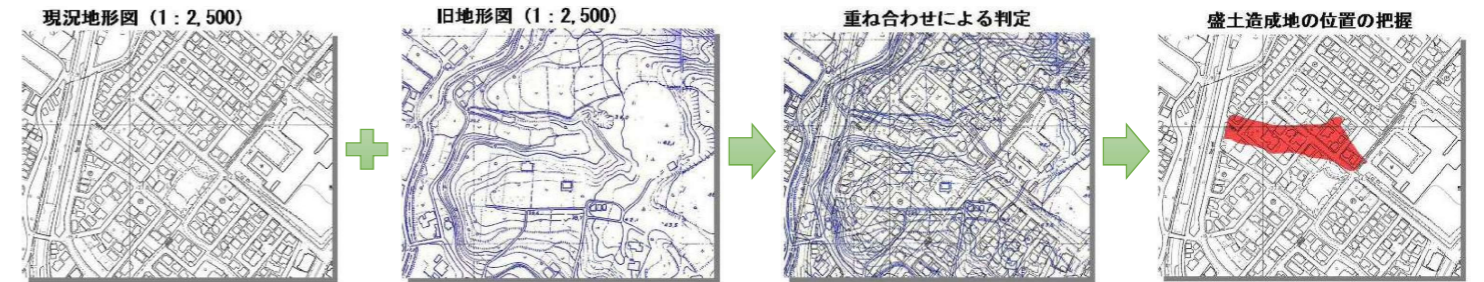 現況地形図（1：2,500）
旧地形図（1：2,500）
重ね合わせによる判定
盛土造成地の位置の把握